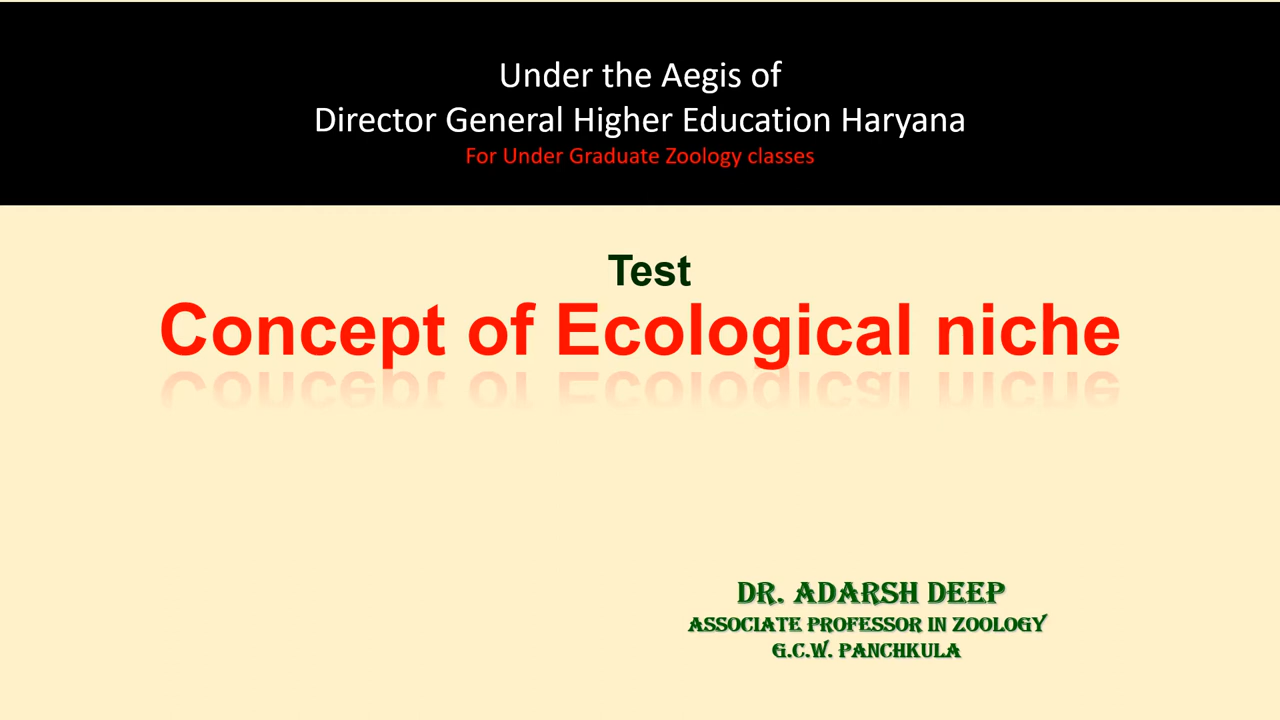 Under the Aegis of
Director General Higher Education Haryana
For Under Graduate Zoology classes
Test
Concept of Ecological niche
DR. ADARSH DEEP
ASSOCIATE PROFESSOR IN ZOOLOGY
G.C.W. PANCHKULA